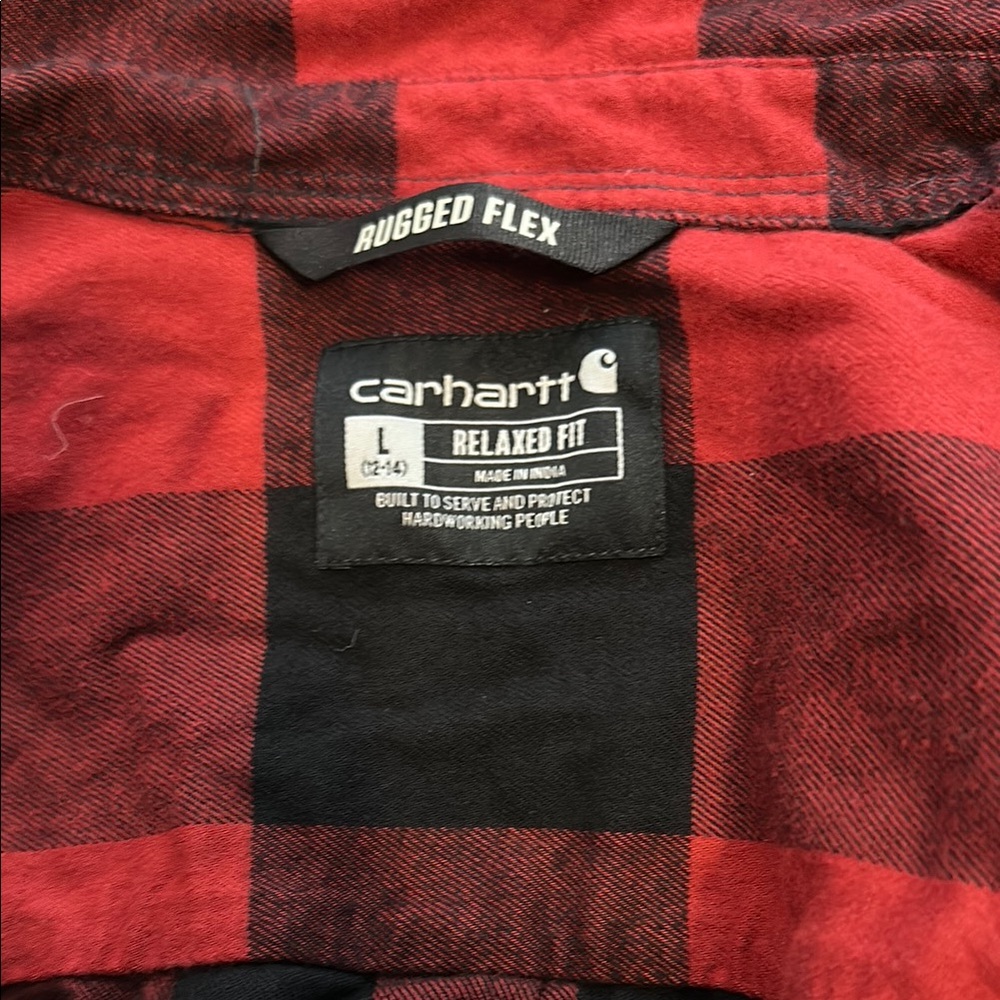 RUGGED FLEX
carhartt
L
(12-14)
RELAXED FIT
MADE IN INDIA
BUILT TO SERVE AND PROTECT
HARDWORKING PEOPLE